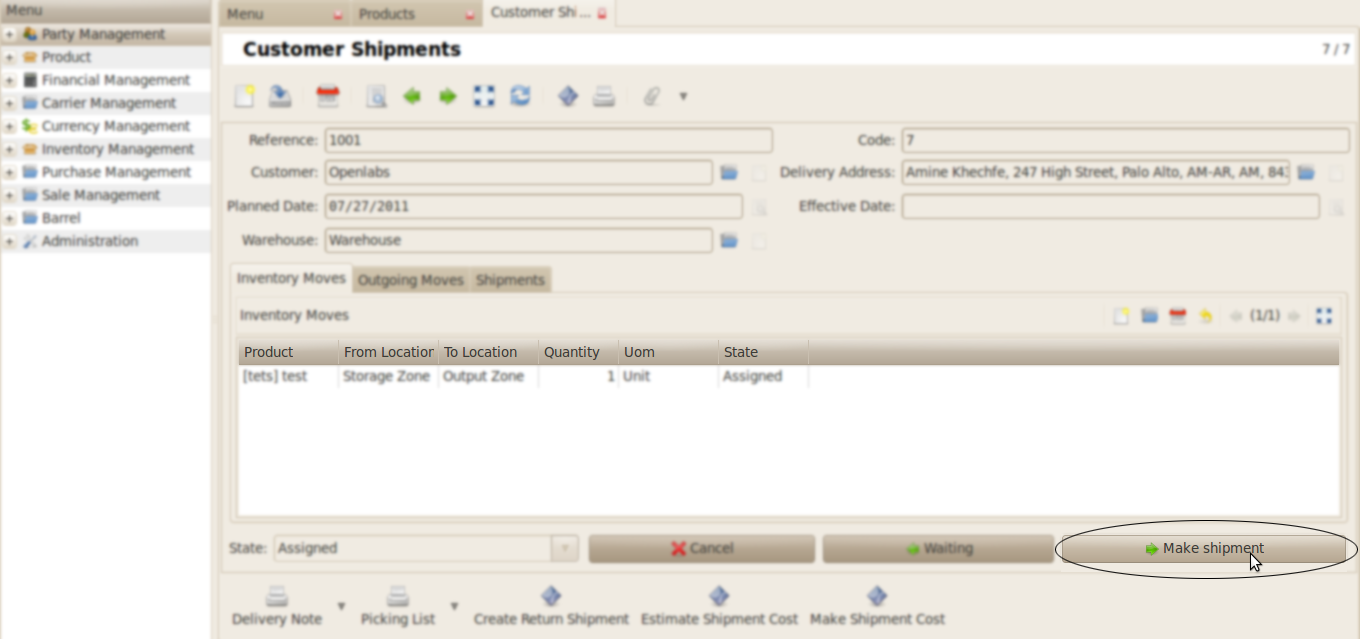 Menu
Party Management
Product
Financial Management
Carrier Management
Currency Management
Inventory Management
Purchase Management
Sale Management
Barrel
Administration
Menu Products Customer Shi...
Customer Shipments 7 / 7
Reference: 1001 Code: 7
Customer: Openlabs Delivery Address: Amine Khechfe, 247 High Street, Palo Alto, AM-AR, AM, 843
Planned Date: 07/27/2011 Effective Date:
Warehouse: Warehouse
Inventory Moves Outgoing Moves Shipments
Inventory Moves (1/1)
Product From Location To Location Quantity Uom State
[tets] test Storage Zone Output Zone 1 Unit Assigned
State: Assigned Cancel Waiting Make shipment
Delivery Note Picking List Create Return Shipment Estimate Shipment Cost Make Shipment Cost